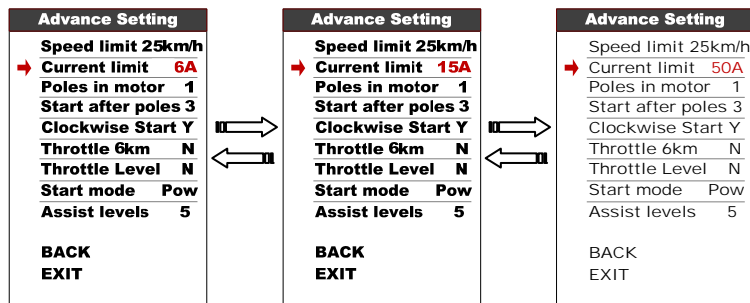 Advance Setting
Speed limit 25km/h
Current limit 6A
Poles in motor 1
Start after poles 3
Clockwise Start Y
Throttle 6km N
Throttle Level N
Start mode Pow
Assist levels 5
BACK
EXIT
Advance Setting
Speed limit 25km/h
Current limit 15A
Poles in motor 1
Start after poles 3
Clockwise Start Y
Throttle 6km N
Throttle Level N
Start mode Pow
Assist levels 5
BACK
EXIT
Advance Setting
Speed limit 25km/h
Current limit 50A
Poles in motor 1
Start after poles 3
Clockwise Start Y
Throttle 6km N
Throttle Level N
Start mode Pow
Assist levels 5
BACK
EXIT